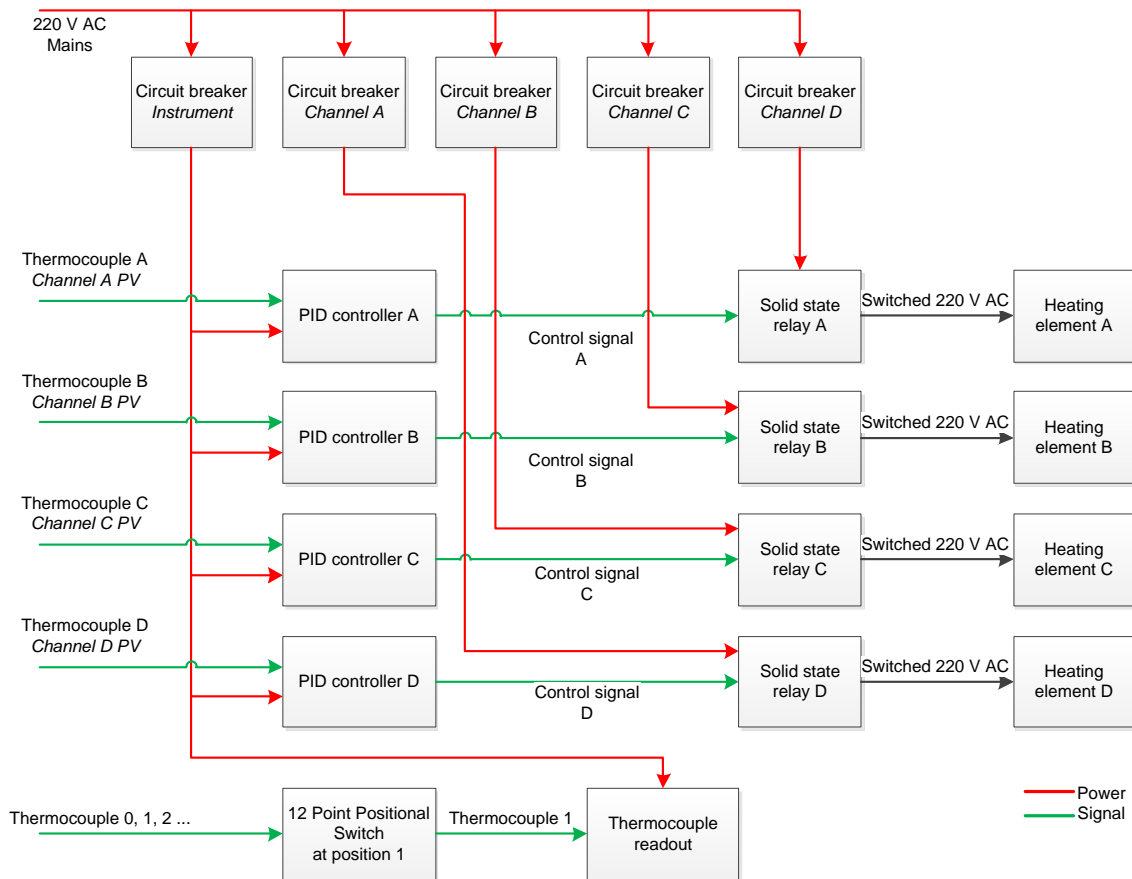 220 V AC
Mains
Circuit breaker
Instrument
Circuit breaker
Channel A
Circuit breaker
Channel B
Circuit breaker
Channel C
Circuit breaker
Channel D
Thermocouple A
Channel A PV
PID controller A
Control signal
A
Solid state
relay A
Switched 220 V AC
Heating
element A
Thermocouple B
Channel B PV
PID controller B
Control signal
B
Solid state
relay B
Switched 220 V AC
Heating
element B
Thermocouple C
Channel C PV
PID controller C
Control signal
C
Solid state
relay C
Switched 220 V AC
Heating
element C
Thermocouple D
Channel D PV
PID controller D
Control signal
D
Solid state
relay D
Switched 220 V AC
Heating
element D
Thermocouple 0, 1, 2 ...
12 Point Positional
Switch
at position 1
Thermocouple 1
Thermocouple
readout
Power
Signal